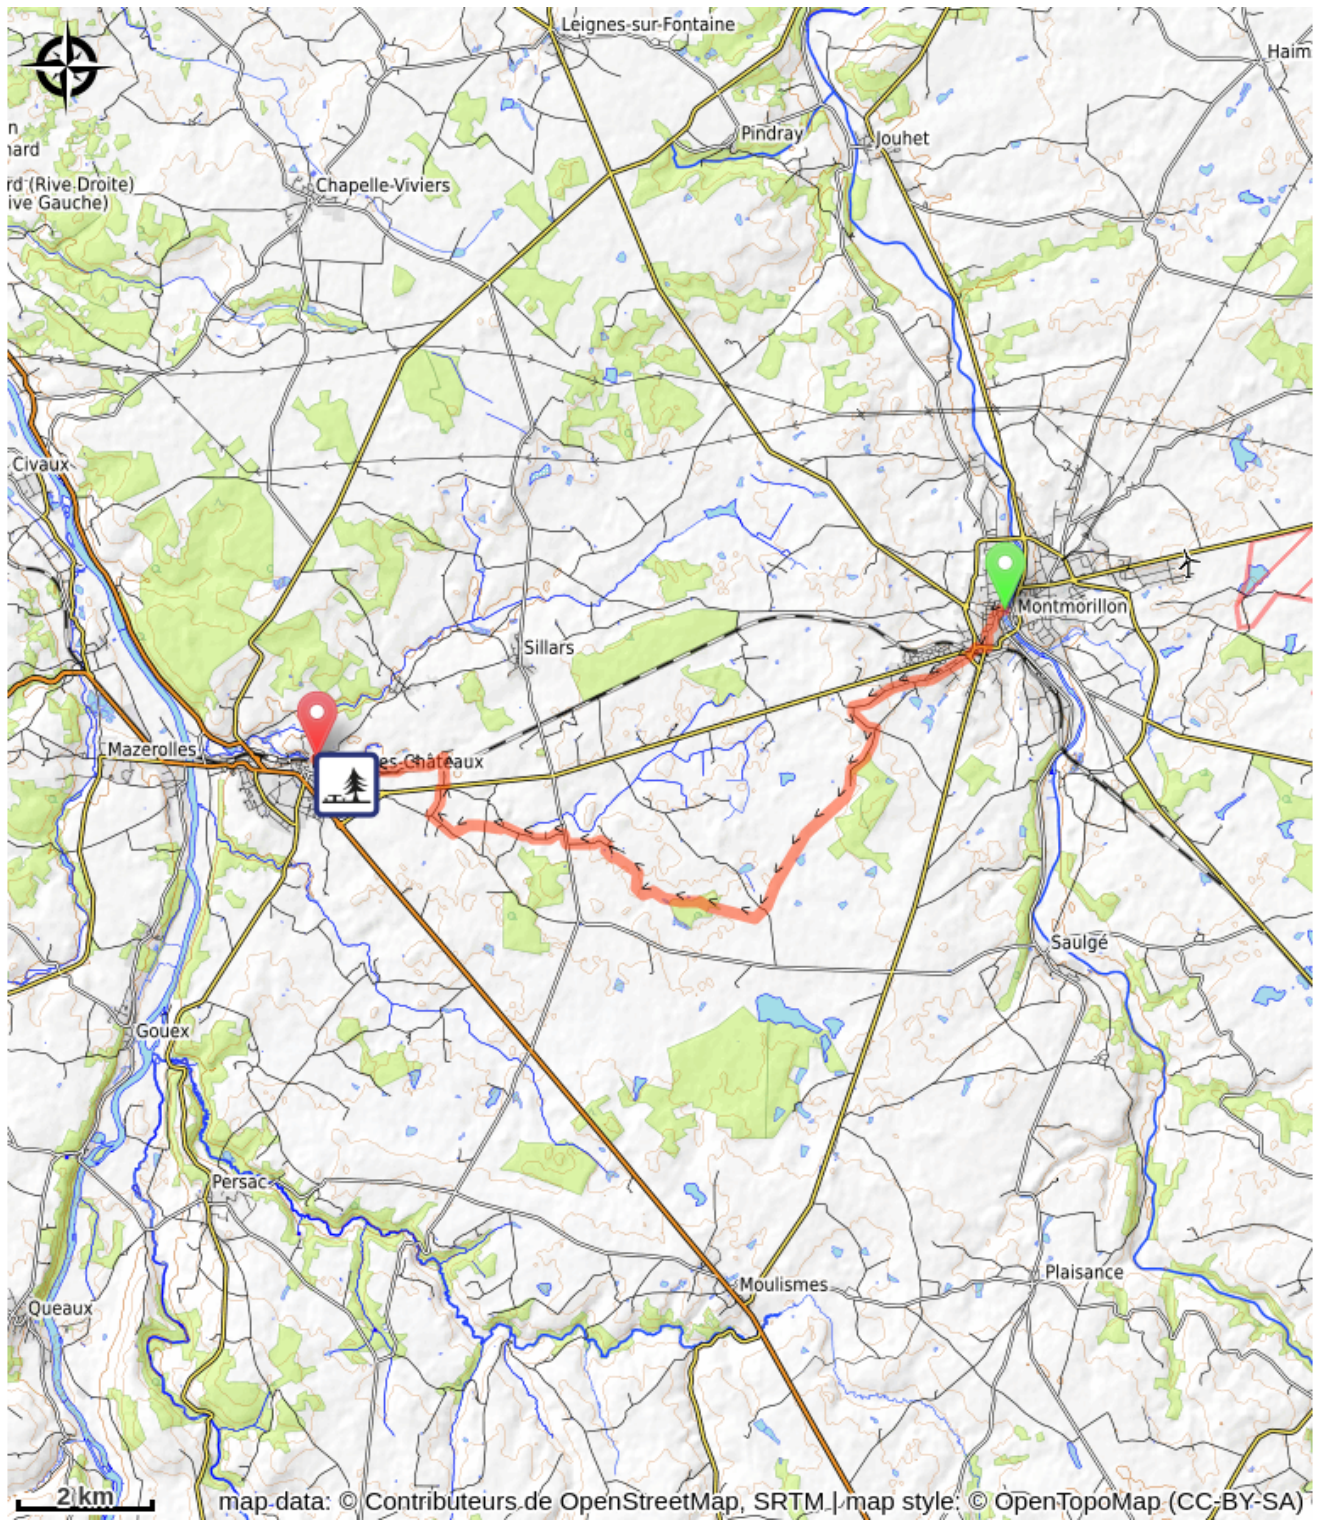 Leignes-sur-Fontaine
Haim
n
nard
Pindray
Jouhet
rd (Rive Droite)
ive Gauche)
Chapelle-Viviers
Civaux
Montmorillon
Sillars
Mazerolles
es-Châteaux
Saulgé
Gouex
Persac
Plaisance
Moulismes
Queaux
2 km
map data: © Contributeurs de OpenStreetMap, SRTM | map style: © OpenTopoMap (CC-BY-SA)